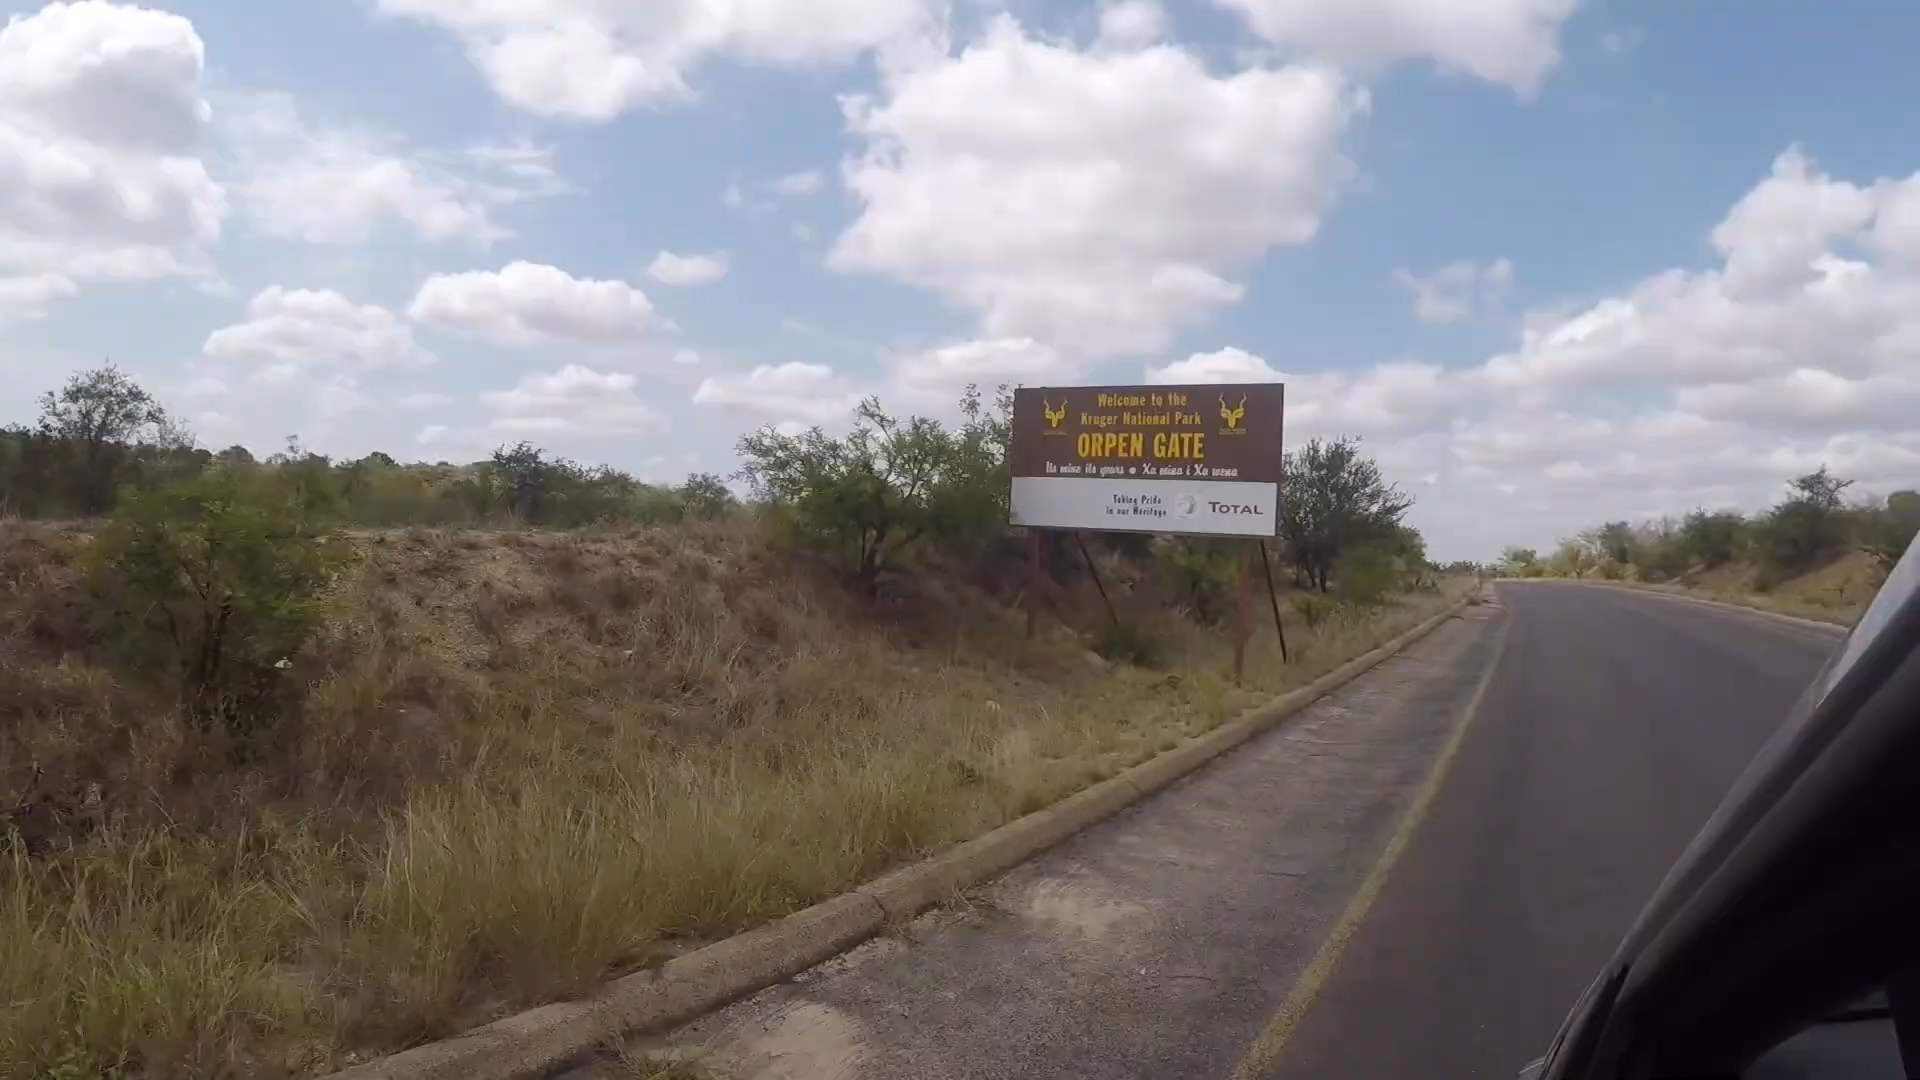 Welcome to the
Kruger National Park
ORPEN GATE
Its mine its yours • Xa mina i Xa wena
Taking Pride
in our Heritage
TOTAL